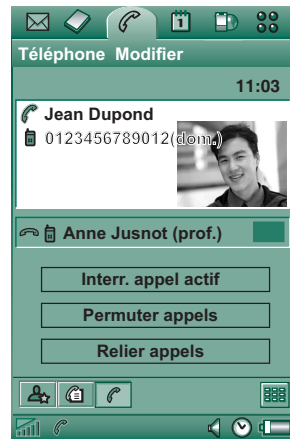 Téléphone Modifier
11:03
Jean Dupond
0123456789012(dom.)
Anne Jusnot (prof.)
Interr. appel actif
Permuter appels
Relier appels